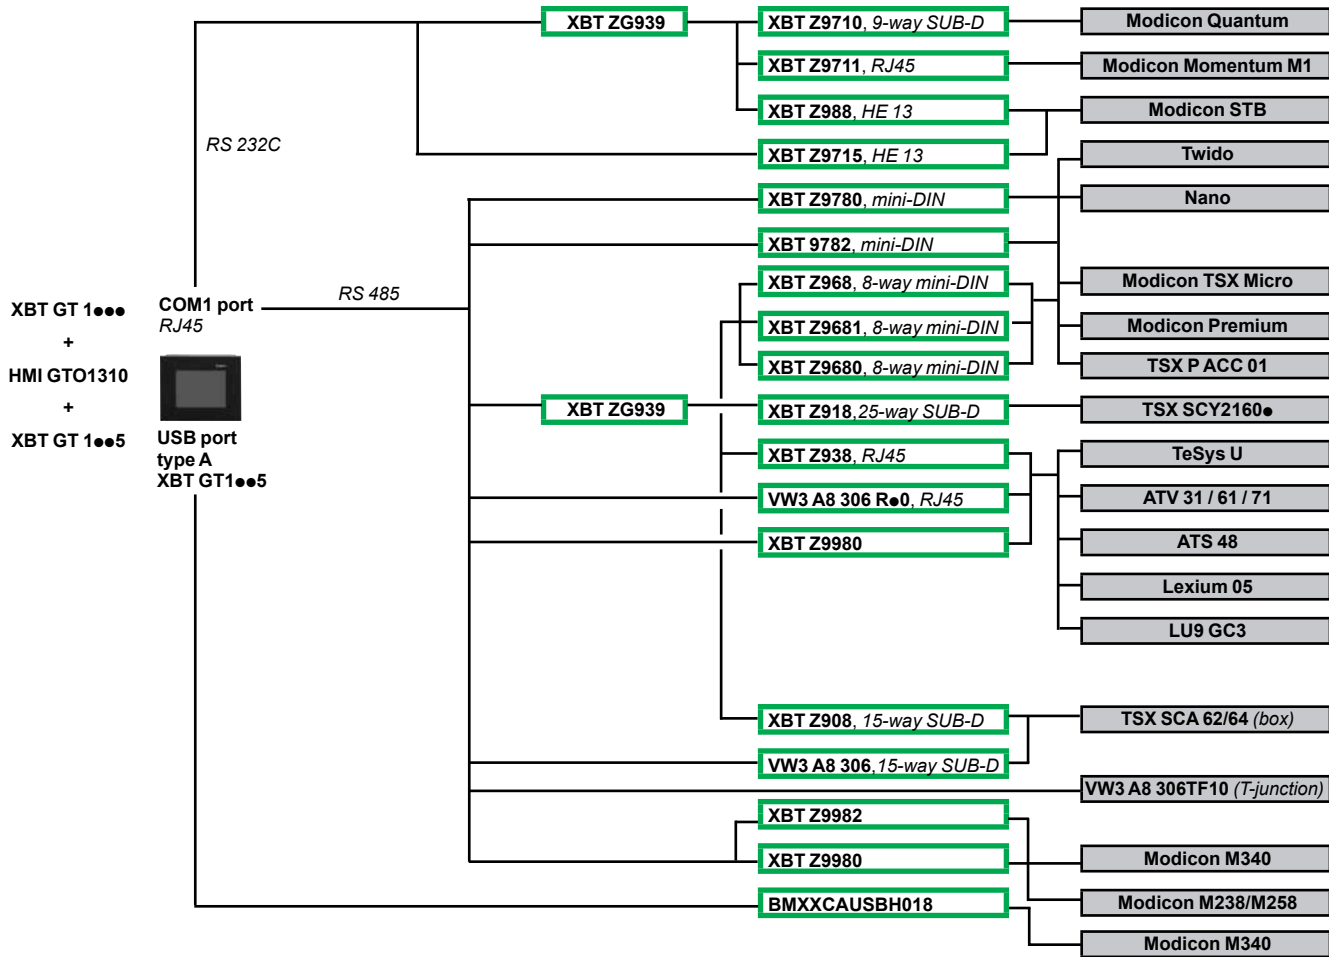 XBT ZG939
XBT Z9710, 9-way SUB-D
Modicon Quantum
XBT Z9711, RJ45
Modicon Momentum M1
XBT Z988, HE 13
Modicon STB
RS 232C
XBT Z9715, HE 13
Twido
XBT Z9780, mini-DIN
Nano
XBT 9782, mini-DIN
XBT Z968, 8-way mini-DIN
Modicon TSX Micro
RS 485
XBT GT 1●●●
COM1 port
RJ45
XBT Z9681, 8-way mini-DIN
Modicon Premium
+
XBT Z9680, 8-way mini-DIN
TSX P ACC 01
HMI GTO1310
+
XBT ZG939
XBT Z918,25-way SUB-D
TSX SCY2160●
XBT GT 1●●5
USB port
type A
XBT GT1●●5
XBT Z938, RJ45
TeSys U
VW3 A8 306 R●0, RJ45
ATV 31 / 61 / 71
XBT Z9980
ATS 48
Lexium 05
LU9 GC3
XBT Z908, 15-way SUB-D
TSX SCA 62/64 (box)
VW3 A8 306,15-way SUB-D
VW3 A8 306TF10 (T-junction)
XBT Z9982
XBT Z9980
Modicon M340
BMXXCAUSBH018
Modicon M238/M258
Modicon M340